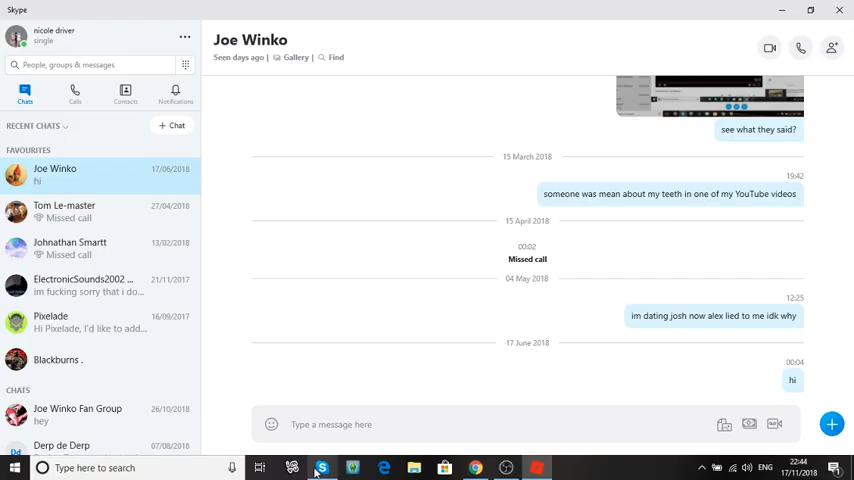 Skype
nicole driver
single
People, groups & messages
Chats
Calls
Contacts
Notifications
RECENT CHATS
+ Chat
FAVOURITES
Joe Winko
17/06/2018
hi
Tom Le-master
27/04/2018
Missed call
Johnathan Smartt
13/02/2018
Missed call
ElectronicSounds2002 ...
21/11/2017
im fucking sorry that i do...
Pixelade
16/09/2017
Hi Pixelade, I'd like to add...
Blackburns .
CHATS
Joe Winko Fan Group
26/10/2018
hey
Derp de Derp
07/08/2018
Dd
Joe Winko
Seen days ago | Gallery | Find
see what they said?
15 March 2018
19:42
someone was mean about my teeth in one of my YouTube videos
15 April 2018
00:02
Missed call
04 May 2018
12:25
im dating josh now alex lied to me idk why
17 June 2018
00:04
hi
Type a message here
Type here to search
ENG
22:44
17/11/2018